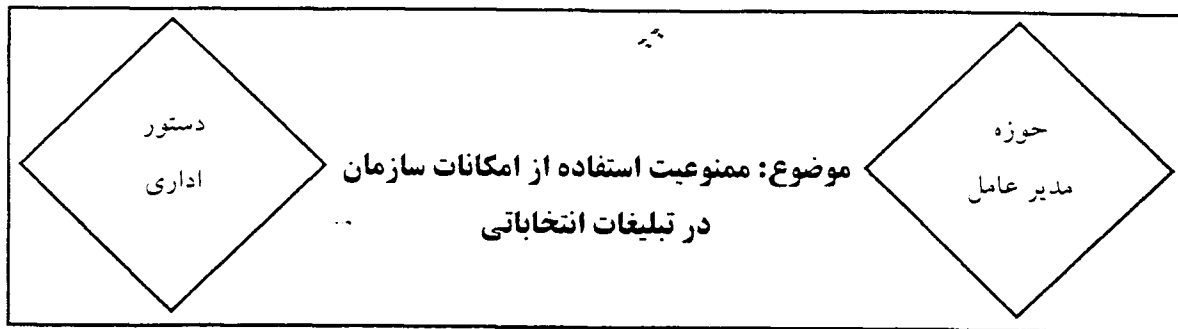 حوزه
مدیر عامل
موضوع: ممنوعیت استفاده از امکانات سازمان
در تبلیغات انتخاباتی
دستور
اداری